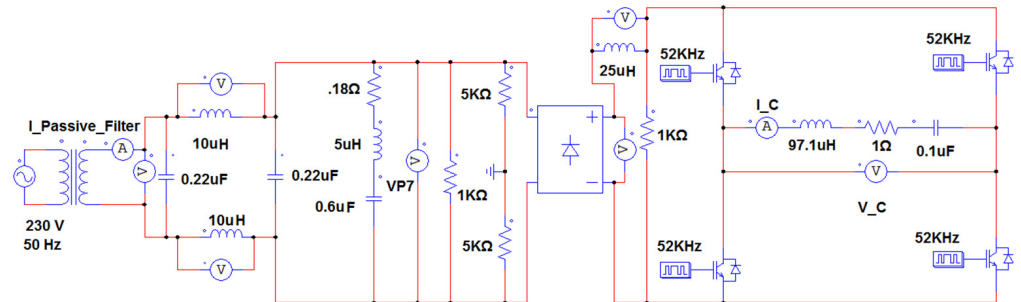 I_Passive_Filter
A
V
230 V
50 Hz
V
10uH
0.22uF
10uH
V
0.22uF
.18Ω
5uH
0.6uF
V
VP7
1KΩ
5KΩ
5KΩ
+
−
V
25uH
V
1KΩ
52KHz
52KHz
I_C
A
97.1uH
1Ω
0.1uF
V
V_C
52KHz
52KHz